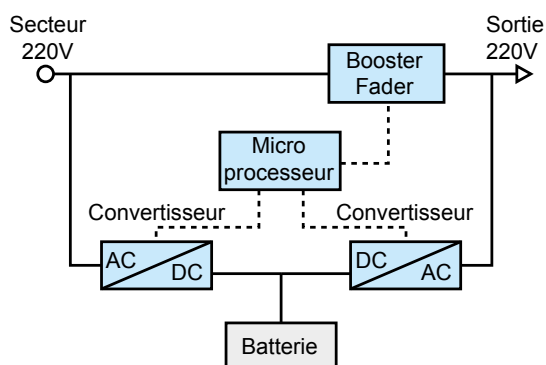 Secteur
220V
Sortie
220V
Booster
Fader
Micro
processeur
Convertisseur
Convertisseur
AC
DC
DC
AC
Batterie